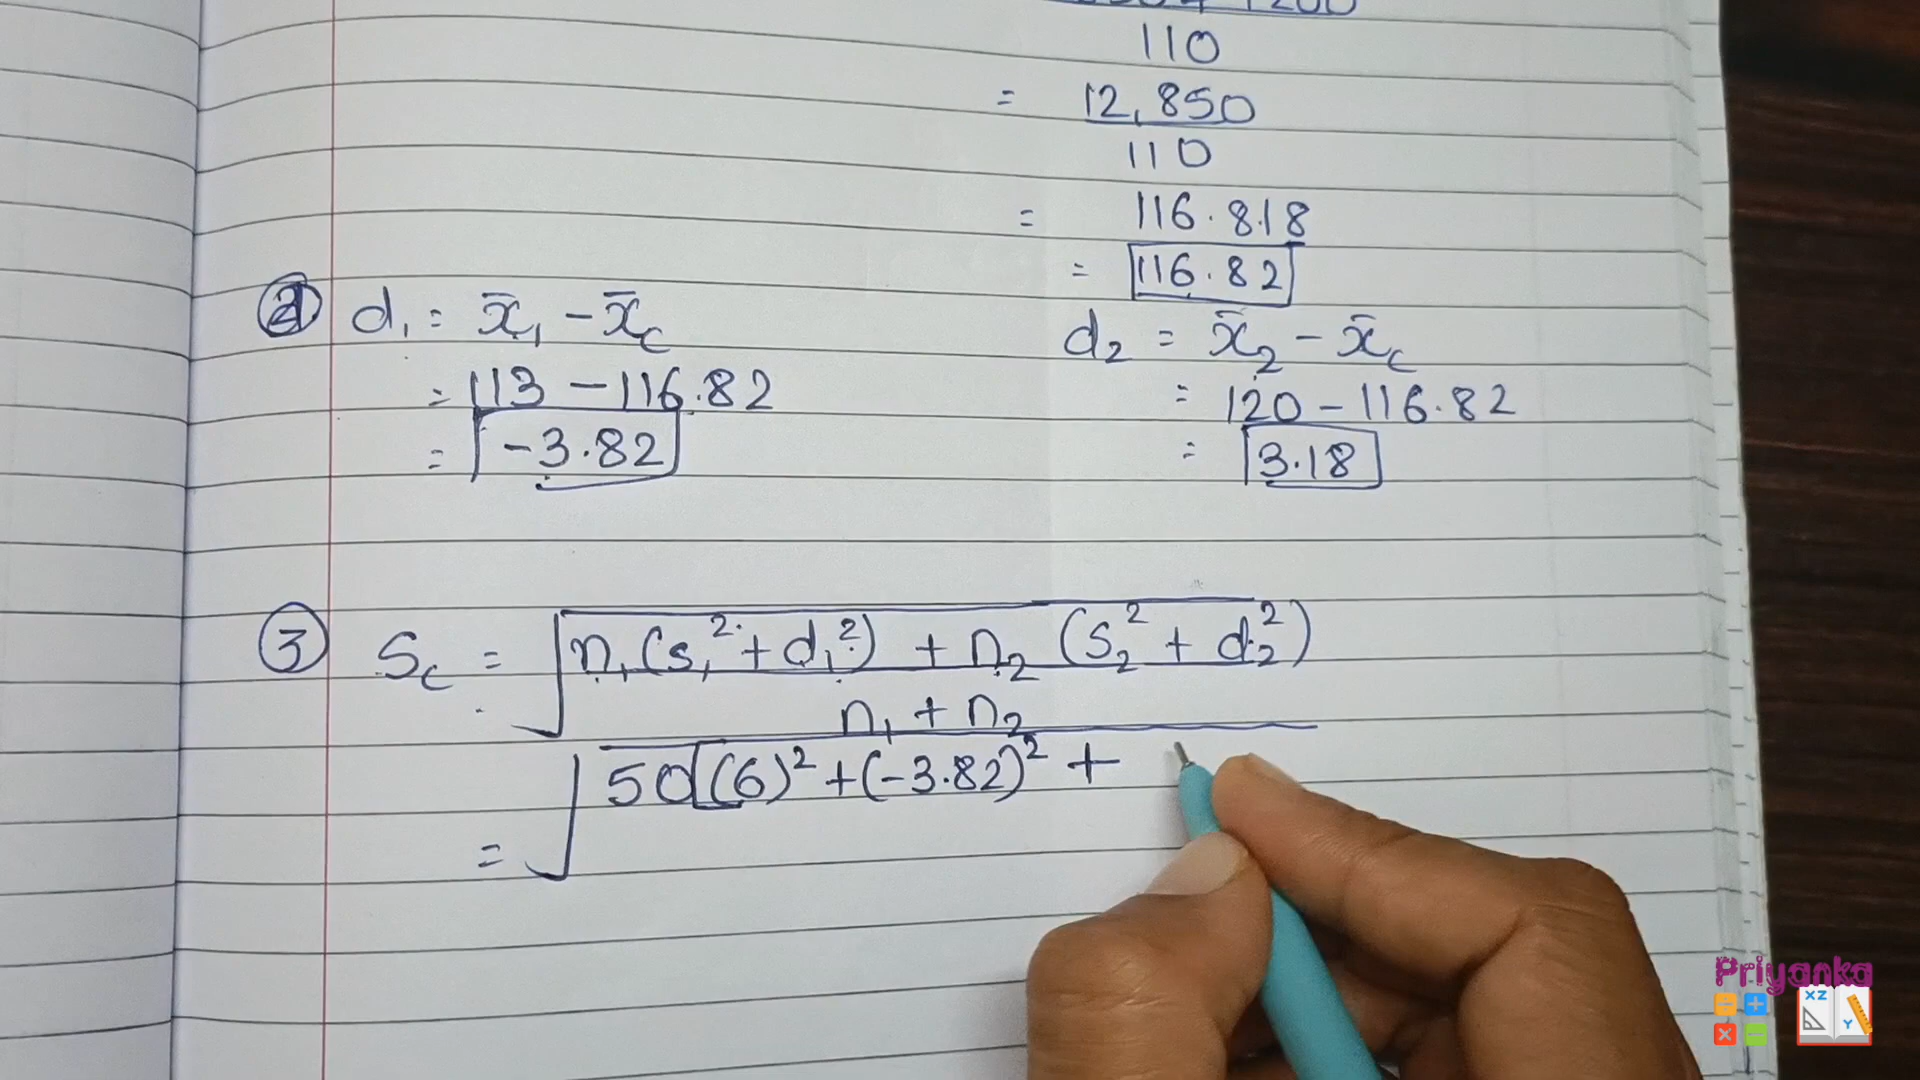 110
= 12,850
110
= 116.818
= 116.82
② d₁ = x̄₁ - x̄c
= 113 - 116.82
= -3.82
d₂ = x̄₂ - x̄c
= 120 - 116.82
= 3.18
③ Sc = √n₁(s₁² + d₁²) + n₂ (s₂² + d₂²)
n₁ + n₂
= √50[(6)² + (-3.82)² +
Priyanka
XZ
Y